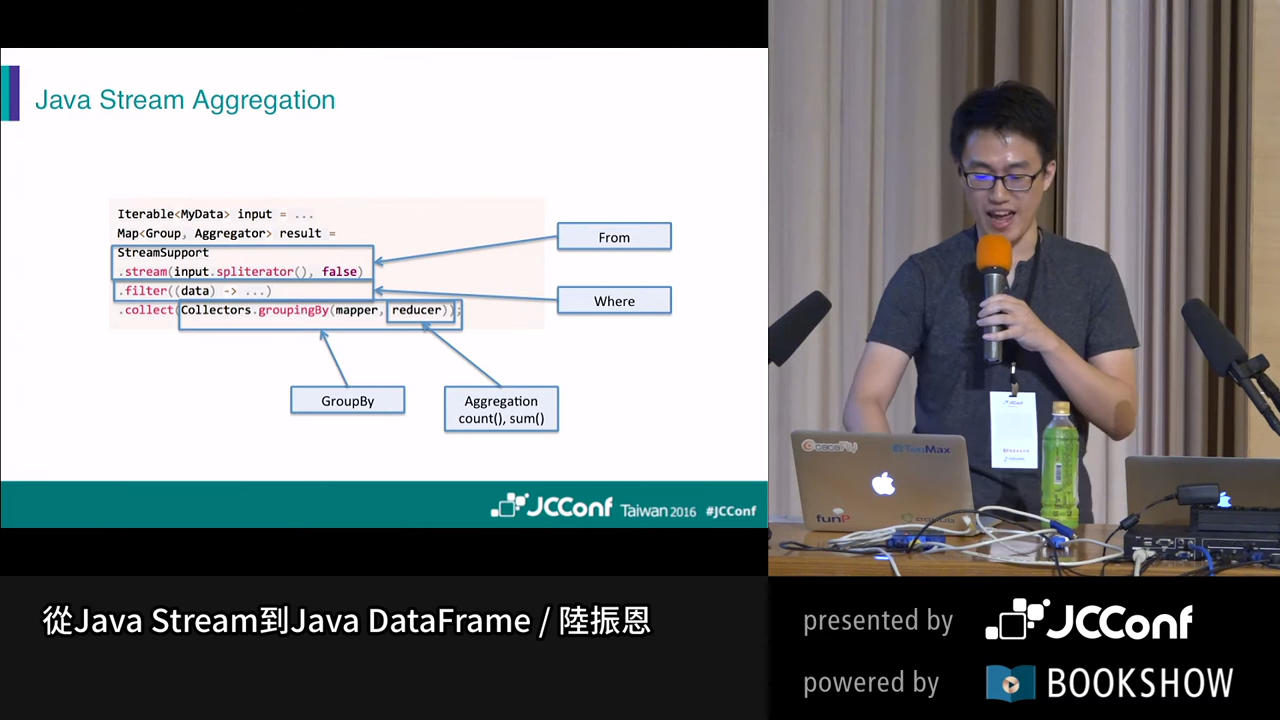 Java Stream Aggregation
Iterable<MyData> input = ...
Map<Group, Aggregator> result =
StreamSupport
.stream(input.spliterator(), false)
.filter((data) -> ...)
.collect(Collectors.groupingBy(mapper, reducer));
From
Where
GroupBy
Aggregation
count(), sum()
JCConf Taiwan 2016 #JCConf
TenMax
funP
從Java Stream到Java DataFrame / 陸振恩
presented by JCConf
powered by BOOKSHOW